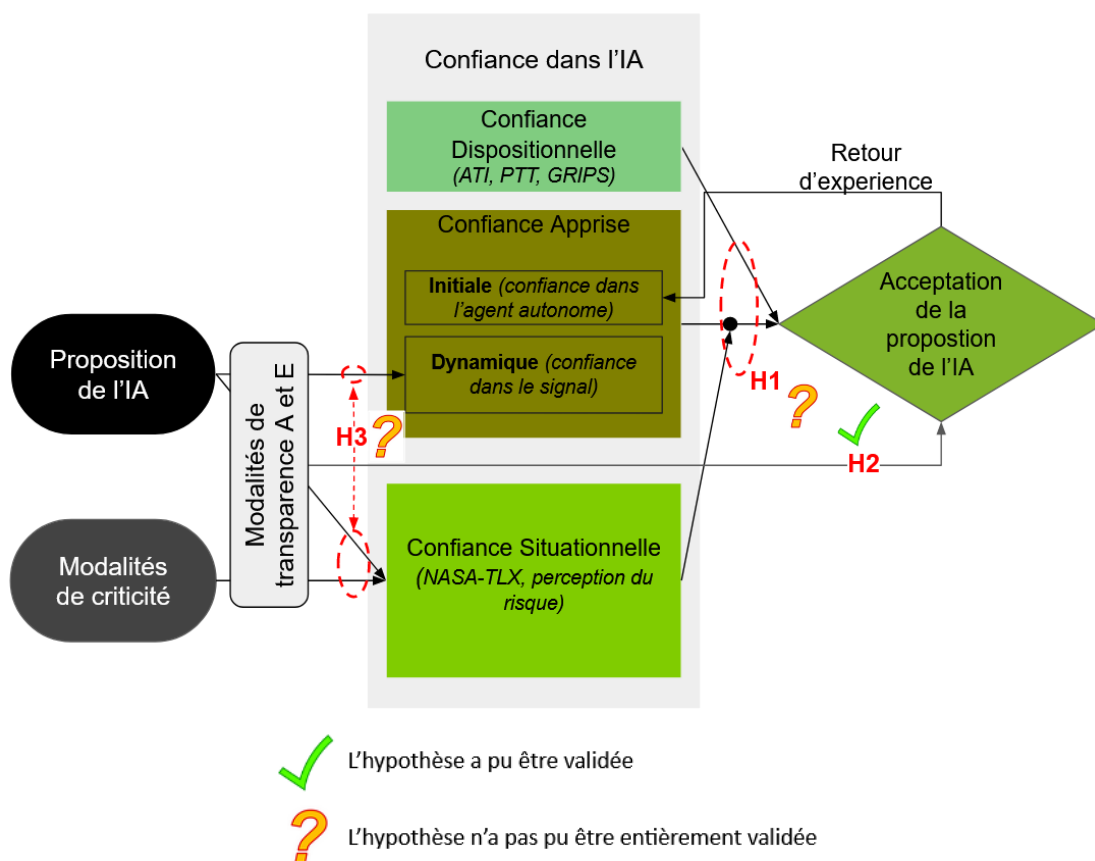 Confiance dans l'IA
Confiance
Dispositionnelle
(ATI, PTT, GRIPS)
Retour
d'experience
Confiance Apprise
Initiale (confiance dans
l'agent autonome)
Dynamique (confiance
dans le signal)
Acceptation
de la
propostion
de l'IA
Proposition
de l'IA
Modalités de
transparence A et E
H1
?
H3
?
H2
Modalités
de criticité
Confiance Situationnelle
(NASA-TLX, perception du
risque)
L'hypothèse a pu être validée
? L'hypothèse n'a pas pu être entièrement validée